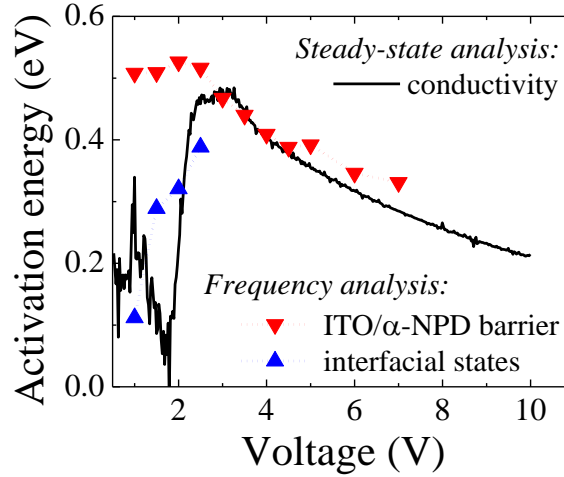 0.6
0.4
0.2
0.0
Activation energy (eV)
Steady-state analysis:
conductivity
Frequency analysis:
ITO/α-NPD barrier
interfacial states
2
4
6
8
10
Voltage (V)